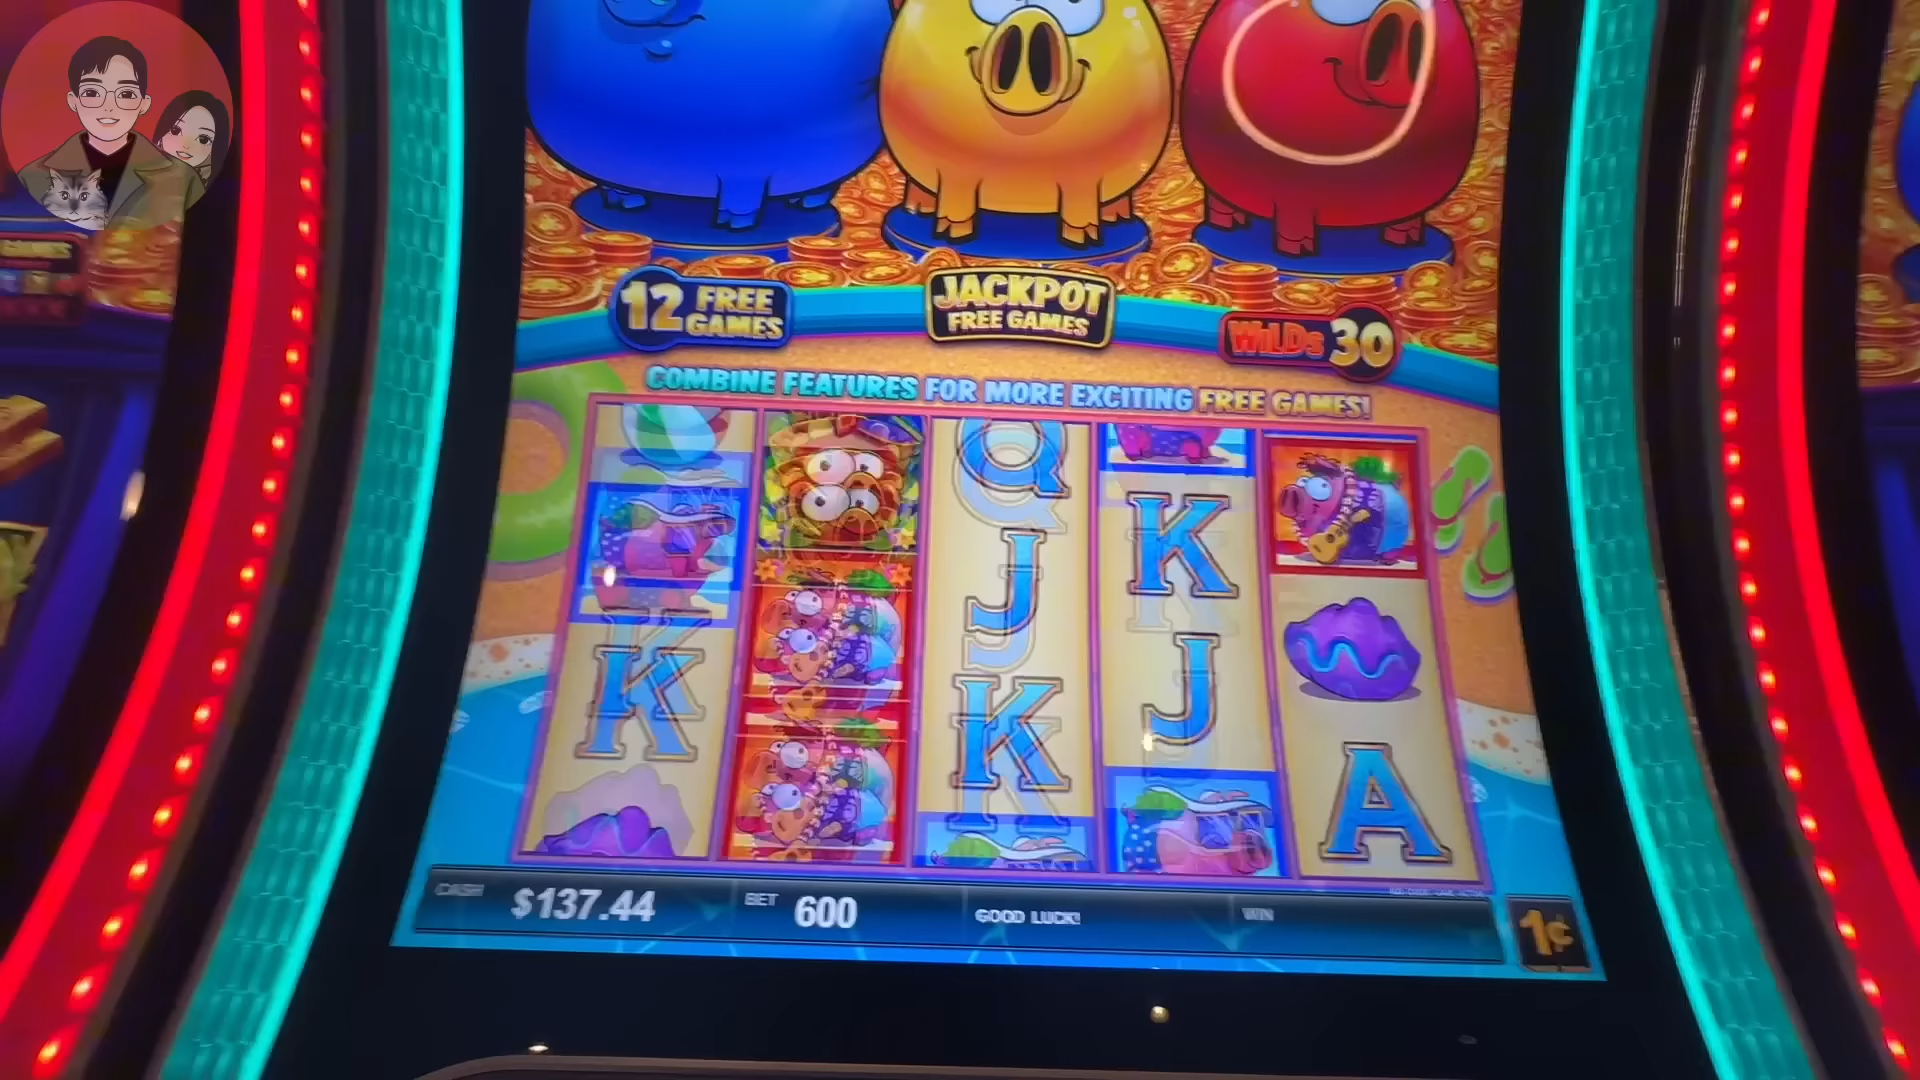 12 FREE GAMES
JACKPOT FREE GAMES
WILDS 30
COMBINE FEATURES FOR MORE EXCITING FREE GAMES!
Q
J
K
K
J
K
A
CASH $137.44
BET 600
GOOD LUCK!
WIN
1¢
GAMES